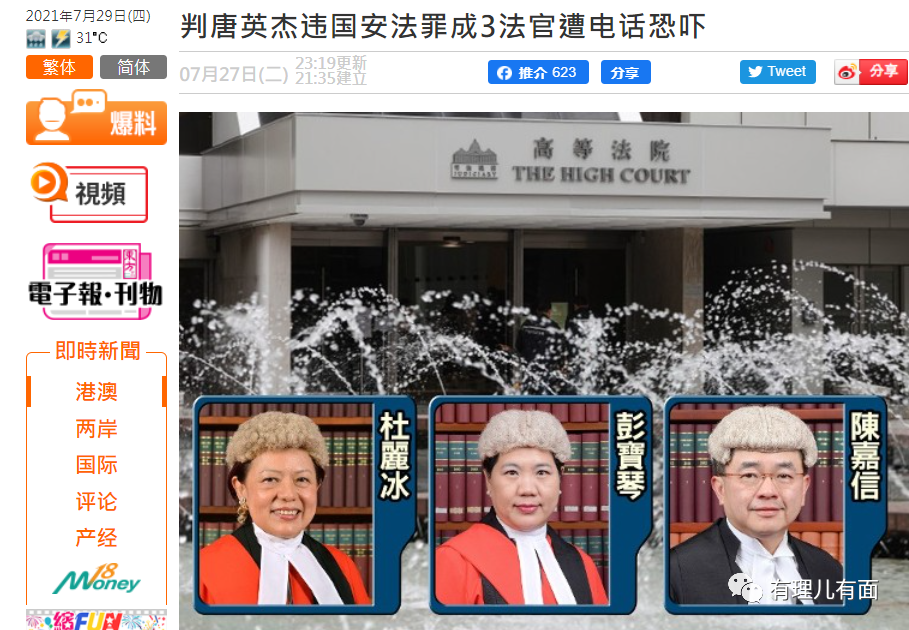 2021年7月29日(四)
31°C
繁体
简体
爆料
視頻
東方
電子報·刊物
即時新聞
港澳
两岸
国际
评论
产经
18
Money
繽FUN
判唐英杰违国安法罪成3法官遭电话恐吓
07月27日(二)
23:19更新
21:35建立
推介 623
分享
Tweet
分享
JUDICIARY
高等法院
THE HIGH COURT
杜麗冰
彭寶琴
陳嘉信
有理儿有面